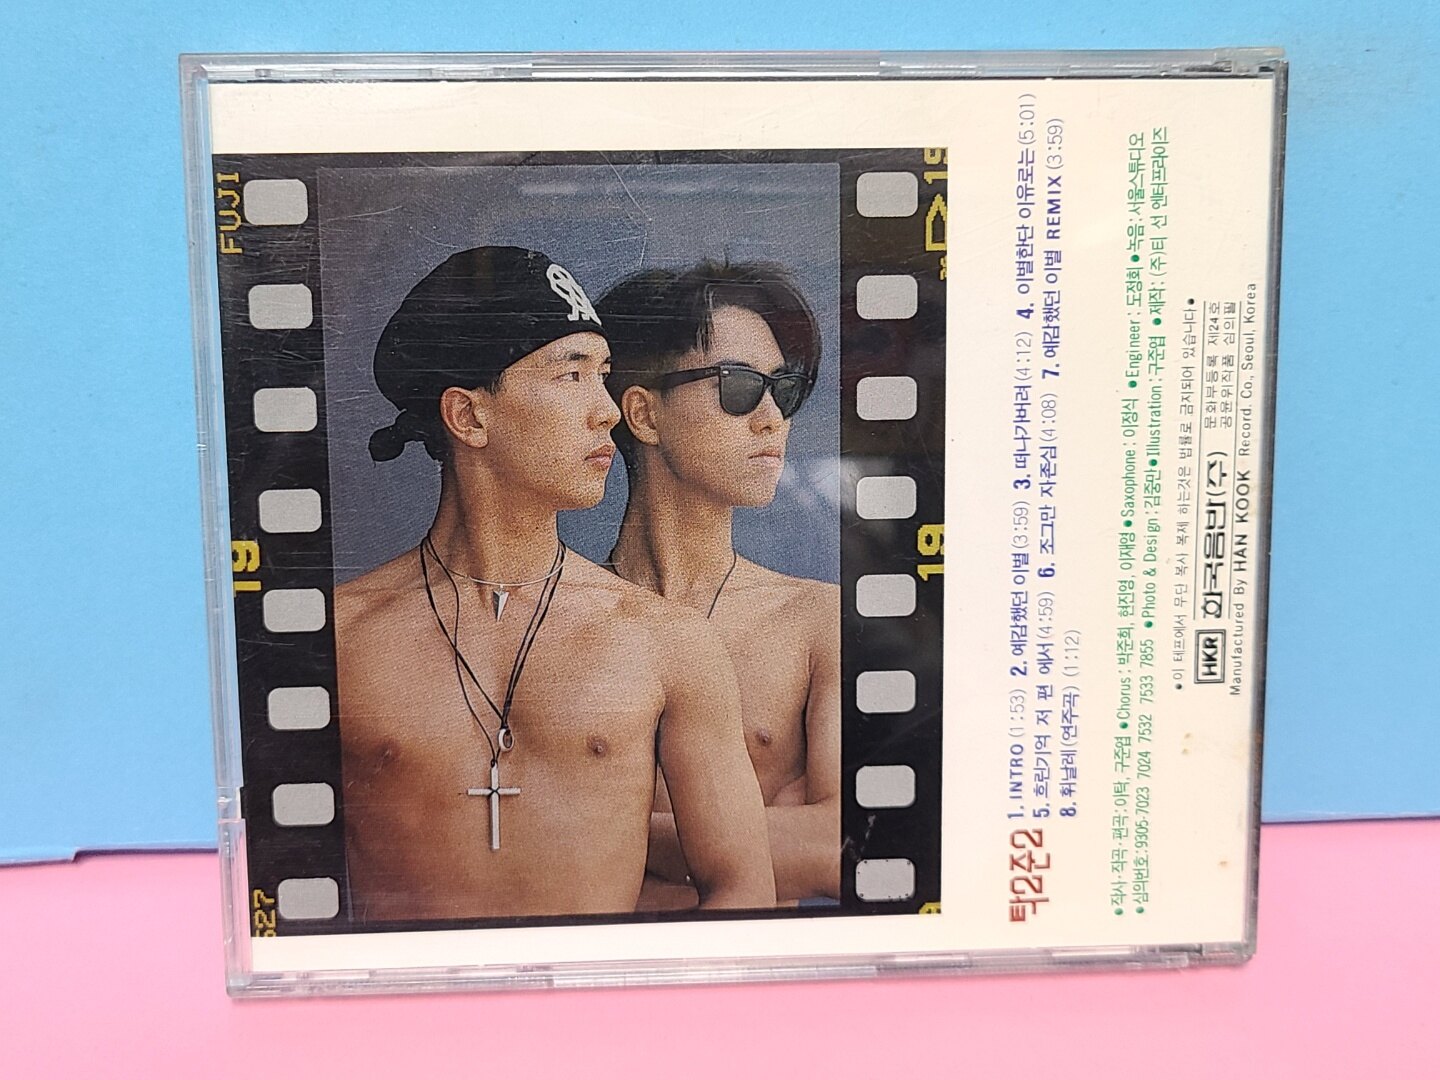 FUJI
19
527
19
19
탁2준2
1. INTRO (1:53) 2. 예감했던 이별 (3:59) 3. 떠나가버려 (4:12) 4. 이별한단 이유로는 (5:01)
5. 흐린기억 저 편 에서 (4:59) 6. 조그만 자존심 (4:08) 7. 예감했던 이별 REMIX (3:59)
8. 휘날레 (연주곡) (1:12)
●작사·작곡·편곡:이탁, 구준엽 ●Chorus: 박준희, 현진영, 이재영 ●Saxophone: 이정식 ●Engineer: 도정회 ●녹음: 서울스튜디오
●심의번호:9305-7023 7024 7532 7533 7855 ●Photo & Design: 김중만 ●Illustration: 구준엽 ●제작: (주)티 선 엔터프라이즈
●이 테프에서 무단 복사 복제 하는것은 법률로 금지되어 있습니다●
HKR 한국음반(주) 문화부등록 제24호
공윤위작품 심의필
Manufactured By HAN KOOK Record. Co, Seoul, Korea